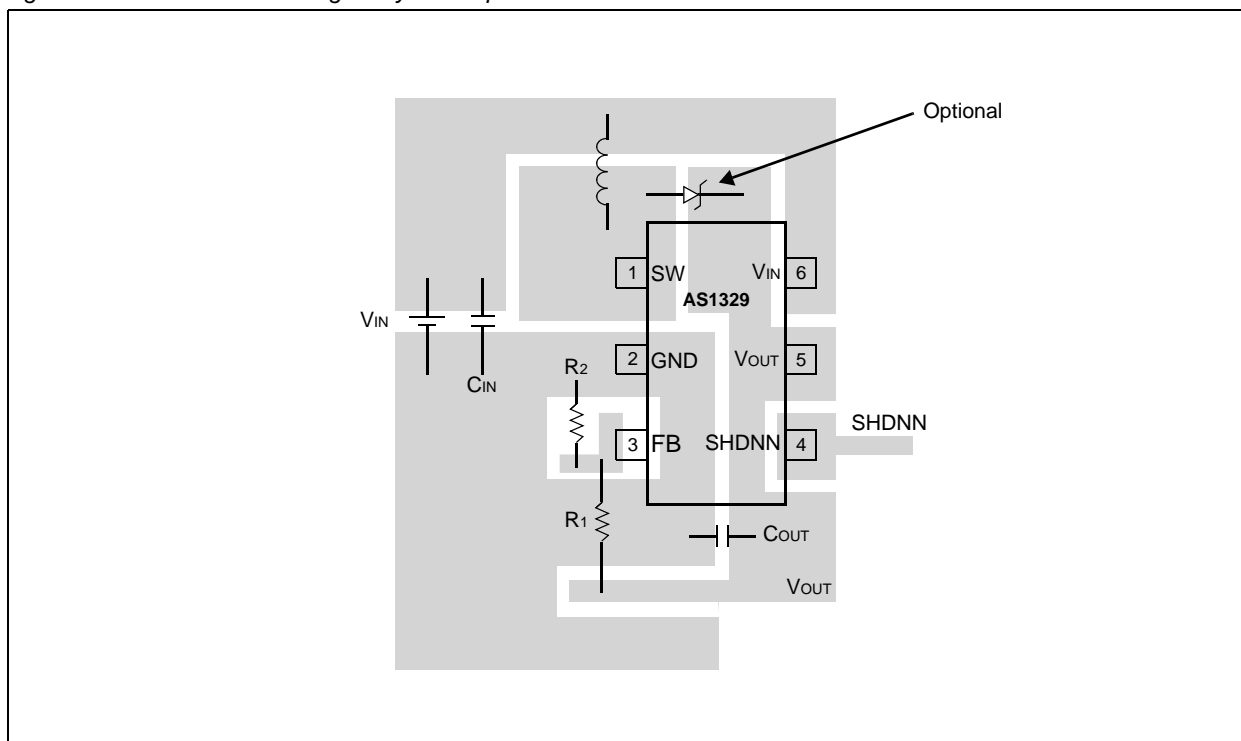 Optional
1 SW
VIN 6
AS1329
VIN
CIN
2 GND
VOUT 5
R2
3 FB
SHDNN 4
SHDNN
R1
COUT
VOUT